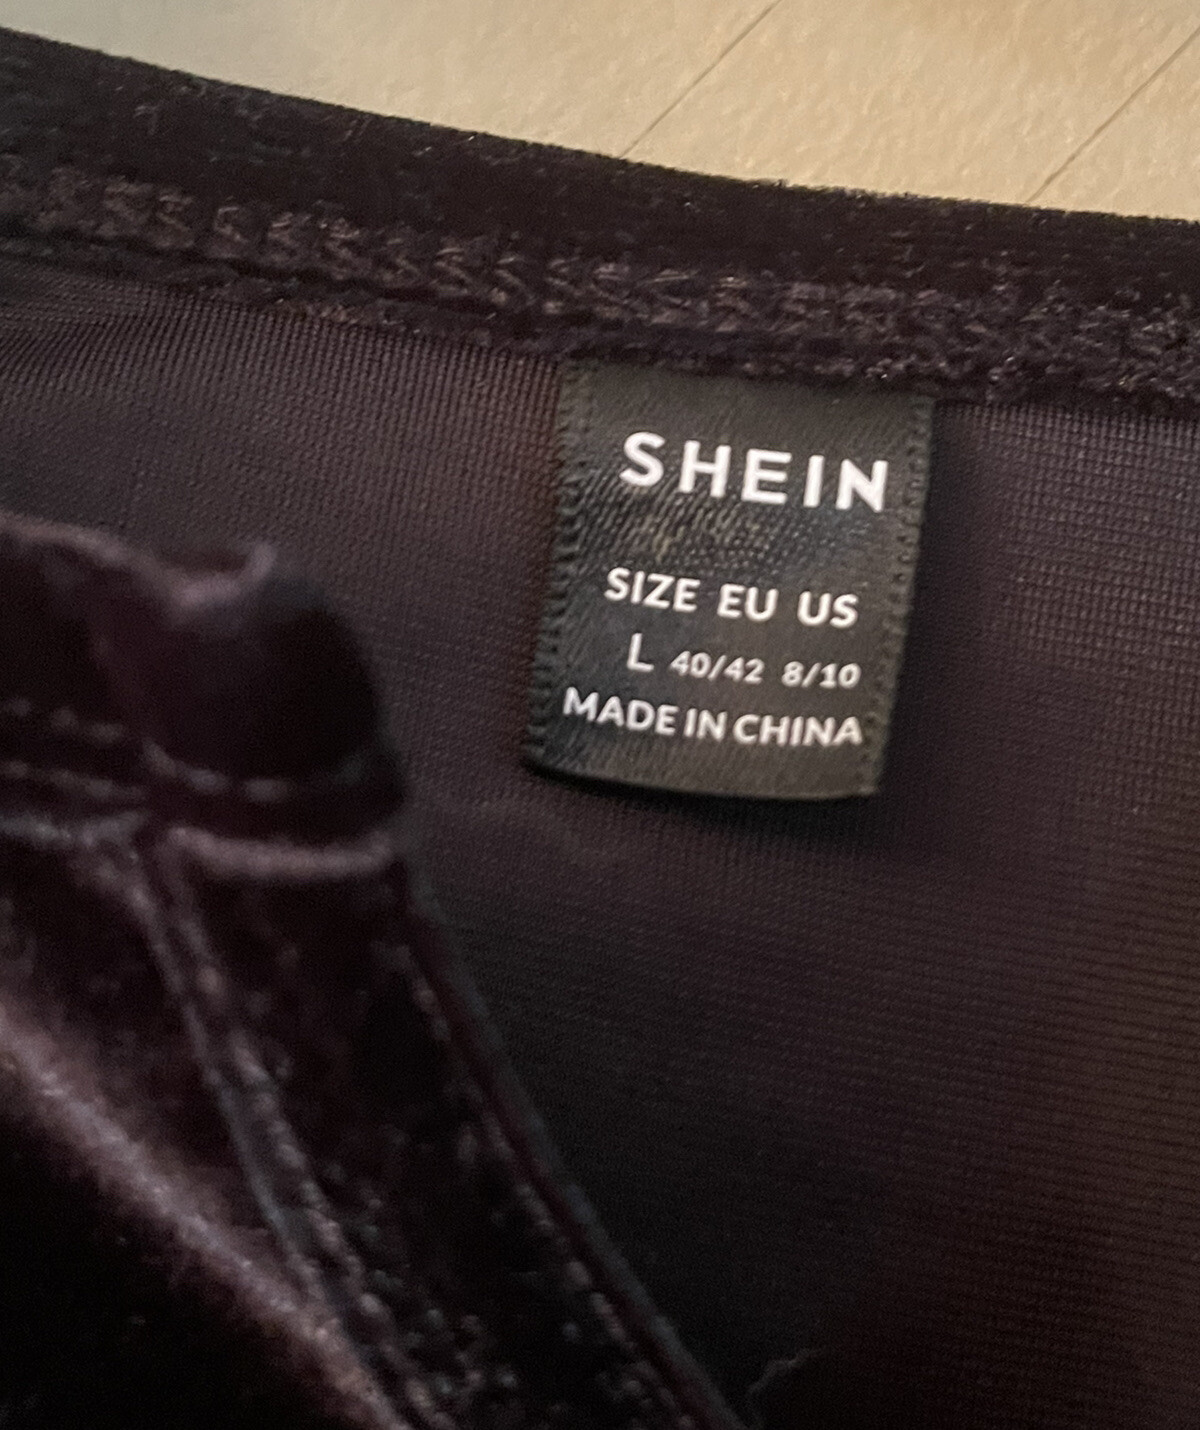 SHEIN
SIZE EU US
L 40/42 8/10
MADE IN CHINA